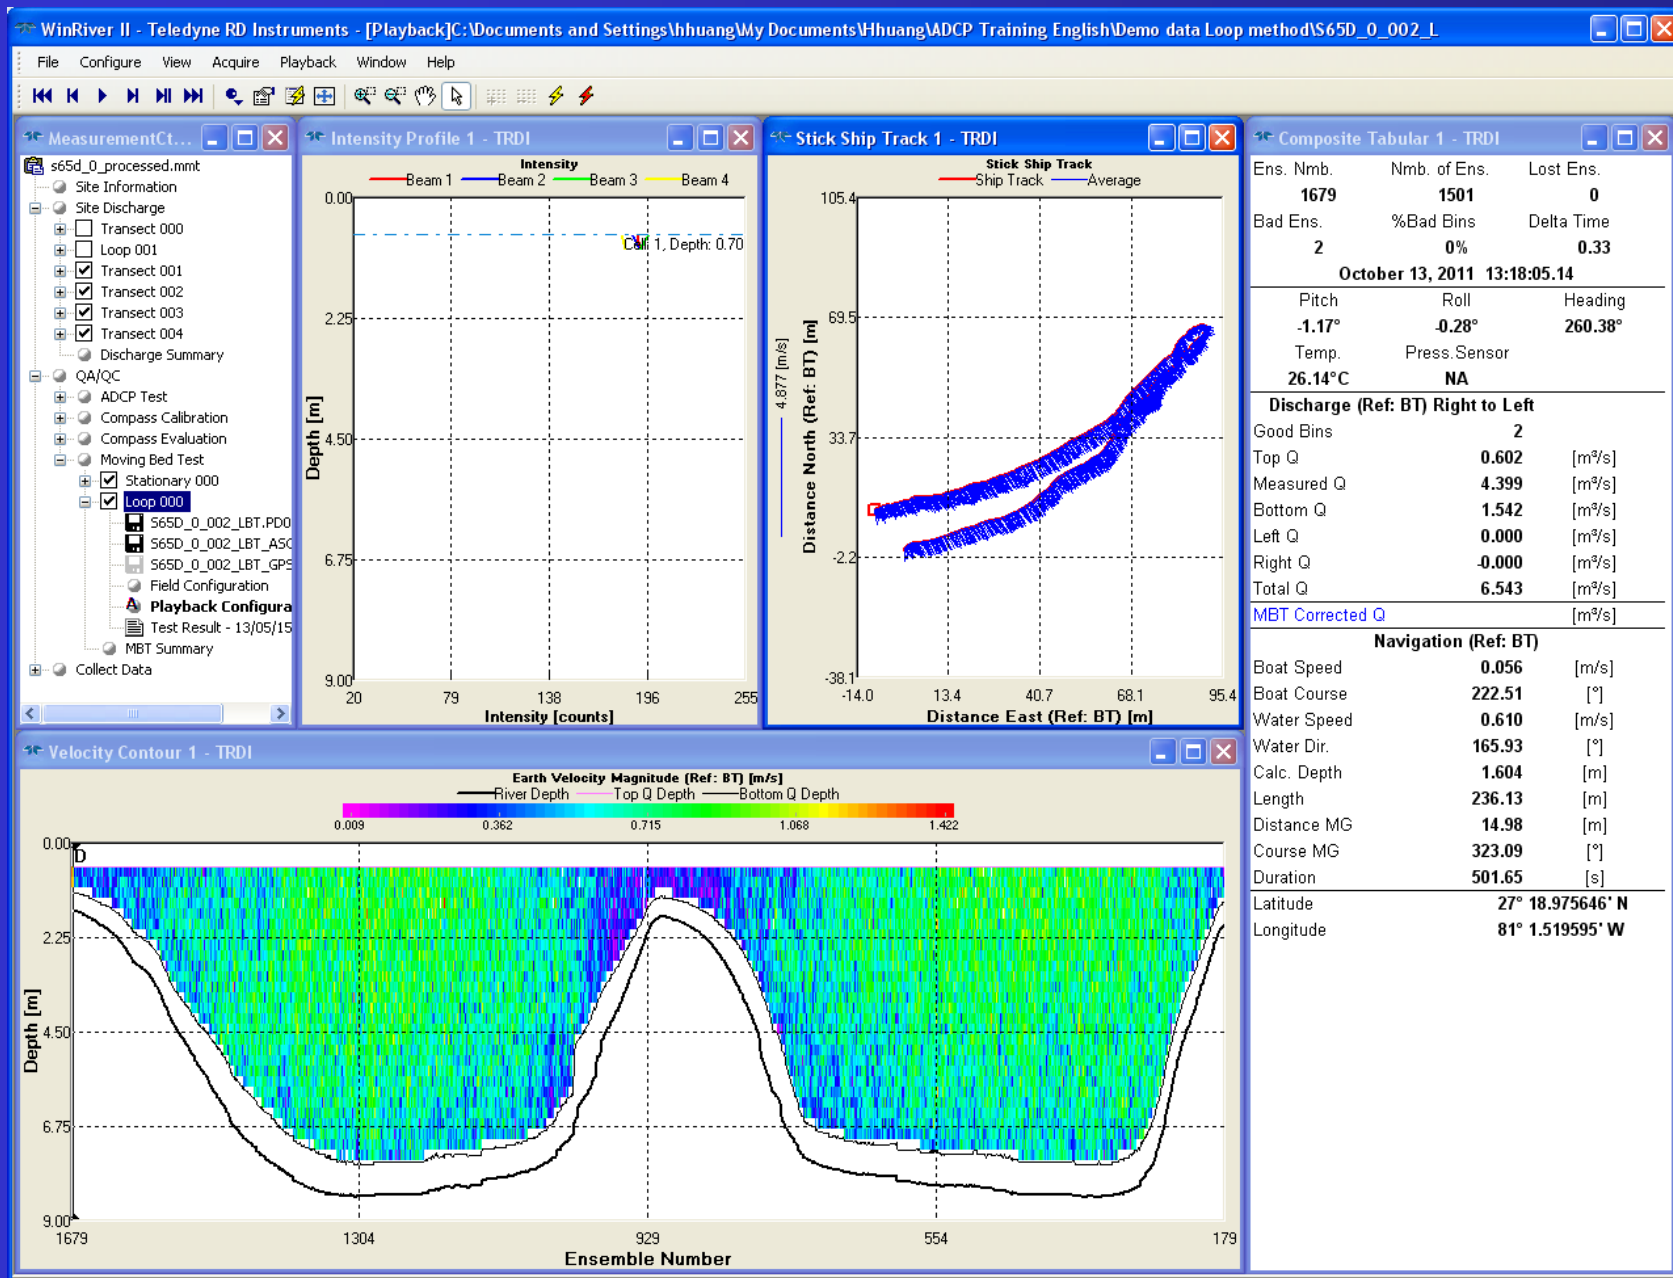 WinRiver II - Teledyne RD Instruments - [Playback]C:\Documents and Settings\hhuang\My Documents\Hhuang\ADCP Training English\Demo data Loop method\S65D_0_002_L
File Configure View Acquire Playback Window Help
MeasurementCt...
s65d_0_processed.mmt
Site Information
Site Discharge
Transect 000
Loop 001
Transect 001
Transect 002
Transect 003
Transect 004
Discharge Summary
QA/QC
ADCP Test
Compass Calibration
Compass Evaluation
Moving Bed Test
Stationary 000
Loop 000
S65D_0_002_LBT.PD0
S65D_0_002_LBT_ASC
S65D_0_002_LBT_GPS
Field Configuration
Playback Configura
Test Result - 13/05/15
MBT Summary
Collect Data
Intensity Profile 1 - TRDI
Intensity
Beam 1 Beam 2 Beam 3 Beam 4
0.00
Cell: 1, Depth: 0.70
2.25
4.50
6.75
9.00
Depth [m]
20 79 138 196 255
Intensity [counts]
Stick Ship Track 1 - TRDI
Stick Ship Track
Ship Track Average
4.877 [m/s]
Distance North (Ref: BT) [m]
105.4
69.5
33.7
-2.2
-38.1
-14.0 13.4 40.7 68.1 95.4
Distance East (Ref: BT) [m]
Composite Tabular 1 - TRDI
Ens. Nmb. Nmb. of Ens. Lost Ens.
1679 1501 0
Bad Ens. %Bad Bins Delta Time
2 0% 0.33
October 13, 2011 13:18:05.14
Pitch Roll Heading
-1.17° -0.28° 260.38°
Temp. Press.Sensor
26.14°C NA
Discharge (Ref: BT) Right to Left
Good Bins 2
Top Q 0.602 [m³/s]
Measured Q 4.399 [m³/s]
Bottom Q 1.542 [m³/s]
Left Q 0.000 [m³/s]
Right Q -0.000 [m³/s]
Total Q 6.543 [m³/s]
MBT Corrected Q [m³/s]
Navigation (Ref: BT)
Boat Speed 0.056 [m/s]
Boat Course 222.51 [°]
Water Speed 0.610 [m/s]
Water Dir. 165.93 [°]
Calc. Depth 1.604 [m]
Length 236.13 [m]
Distance MG 14.98 [m]
Course MG 323.09 [°]
Duration 501.65 [s]
Latitude 27° 18.975646' N
Longitude 81° 1.519595' W
Velocity Contour 1 - TRDI
Earth Velocity Magnitude (Ref: BT) [m/s]
River Depth Top Q Depth Bottom Q Depth
0.009 0.362 0.715 1.068 1.422
0.00
D
2.25
4.50
6.75
9.00
Depth [m]
1679 1304 929 554 179
Ensemble Number